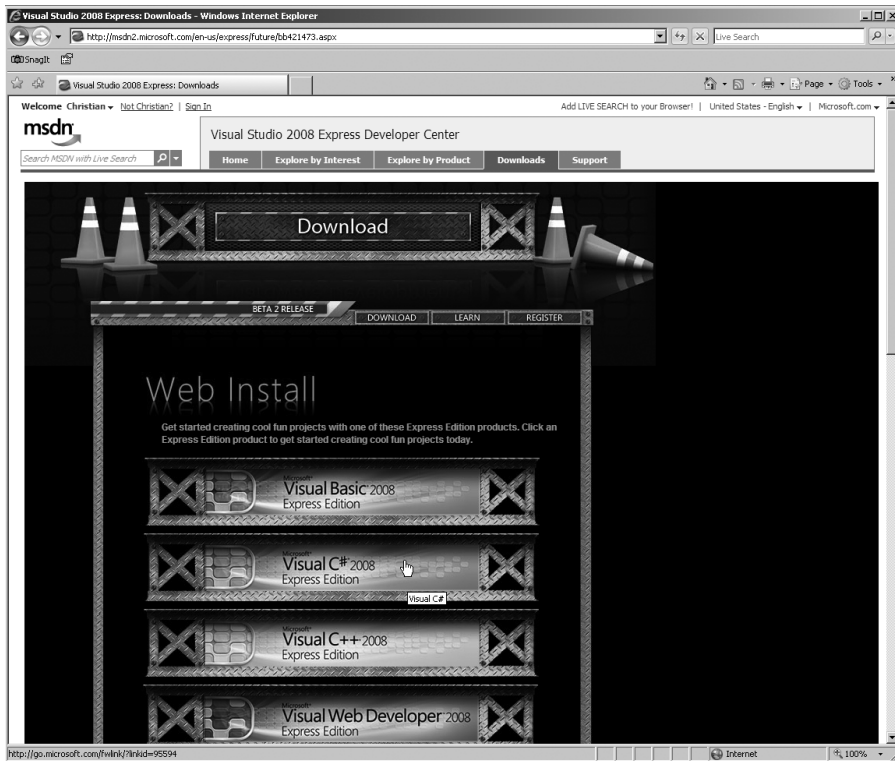 Visual Studio 2008 Express: Downloads - Windows Internet Explorer
http://msdn2.microsoft.com/en-us/express/future/bb421473.aspx
Live Search
SnagIt
Visual Studio 2008 Express: Downloads
Page
Tools
Welcome Christian
Not Christian?
|
Sign In
Add LIVE SEARCH to your Browser! | United States - English | Microsoft.com
msdn
Visual Studio 2008 Express Developer Center
Search MSDN with Live Search
Home
Explore by Interest
Explore by Product
Downloads
Support
Download
BETA 2 RELEASE
DOWNLOAD
LEARN
REGISTER
Web Install
Get started creating cool fun projects with one of these Express Edition products. Click an
Express Edition product to get started creating cool fun projects today.
Microsoft
Visual Basic 2008
Express Edition
Microsoft
Visual C# 2008
Express Edition
Visual C#
Microsoft
Visual C++ 2008
Express Edition
Microsoft
Visual Web Developer 2008
Express Edition
http://go.microsoft.com/fwlink/?linkid=95594
Internet
100%